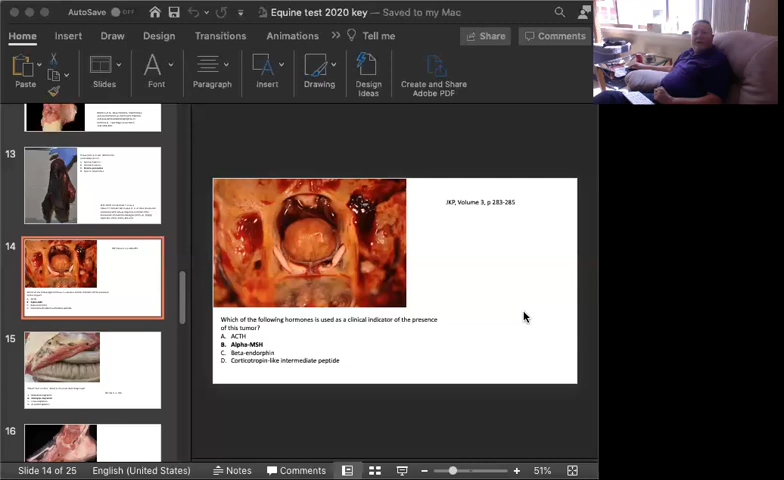 AutoSave OFF Equine test 2020 key — Saved to my Mac
Home Insert Draw Design Transitions Animations Tell me Share Comments
Paste Slides Font Paragraph Insert Drawing Design Ideas Create and Share Adobe PDF
13
14
15
16
JKP, Volume 3, p 283-285
Which of the following hormones is used as a clinical indicator of the presence
of this tumor?
A. ACTH
B. Alpha-MSH
C. Beta-endorphin
D. Corticotropin-like intermediate peptide
Slide 14 of 25 English (United States) Notes Comments 51%